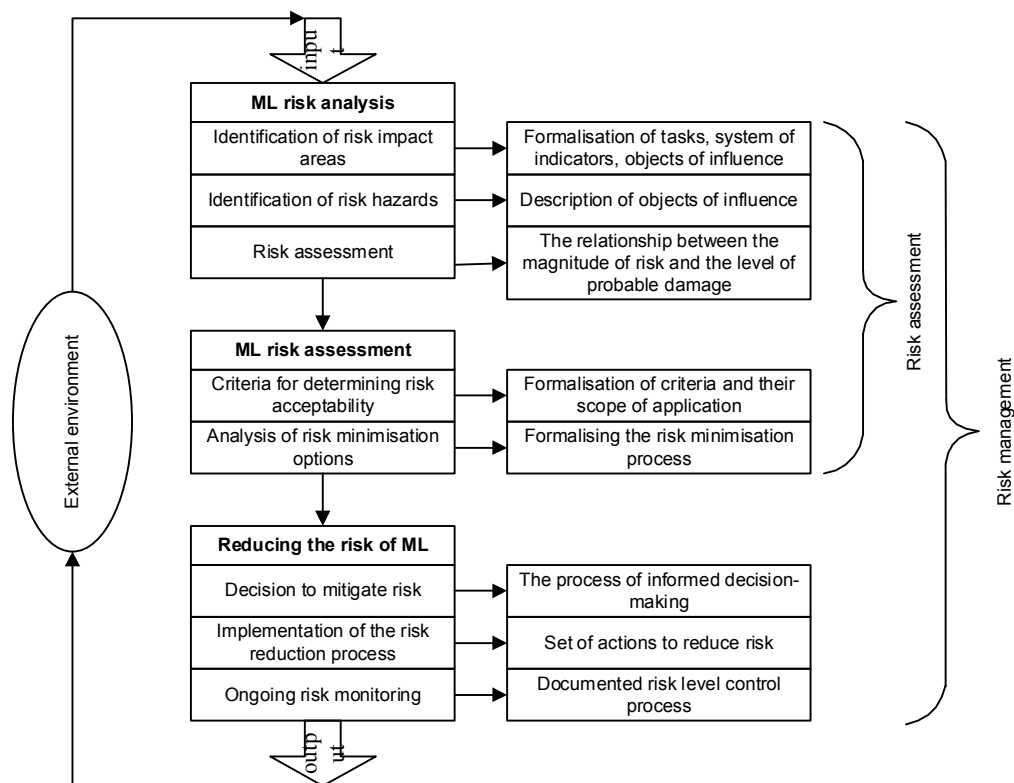 inpu
t
ML risk analysis
Identification of risk impact
areas
Formalisation of tasks, system of
indicators, objects of influence
Identification of risk hazards
Description of objects of influence
Risk assessment
The relationship between the
magnitude of risk and the level of
probable damage
ML risk assessment
Criteria for determining risk
acceptability
Formalisation of criteria and their
scope of application
Analysis of risk minimisation
options
Formalising the risk minimisation
process
Reducing the risk of ML
Decision to mitigate risk
The process of informed decision-
making
Implementation of the risk
reduction process
Set of actions to reduce risk
Ongoing risk monitoring
Documented risk level control
process
outp
ut
External environment
Risk assessment
Risk management